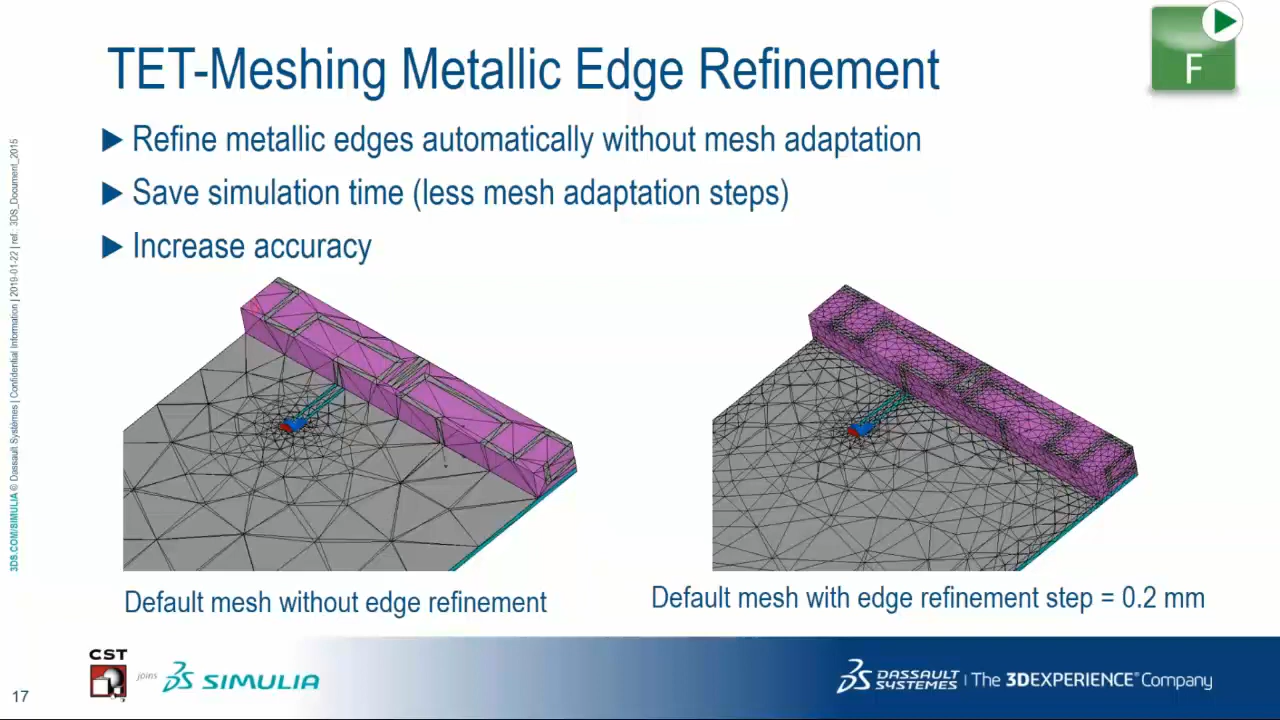 TET-Meshing Metallic Edge Refinement
F
Refine metallic edges automatically without mesh adaptation
Save simulation time (less mesh adaptation steps)
Increase accuracy
3DS.COM/SIMULIA © Dassault Systèmes | Confidential Information | 2019-01-22 | ref.: 3DS_Document_2015
Default mesh without edge refinement
Default mesh with edge refinement step = 0.2 mm
17
CST
joins
SIMULIA
DASSAULT SYSTEMES | The 3DEXPERIENCE® Company